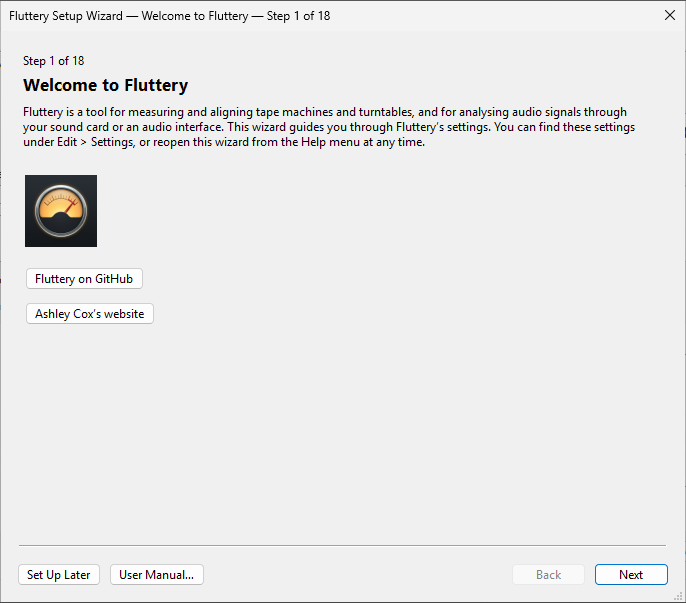 Fluttery Setup Wizard — Welcome to Fluttery — Step 1 of 18
Step 1 of 18
Welcome to Fluttery
Fluttery is a tool for measuring and aligning tape machines and turntables, and for analysing audio signals through
your sound card or an audio interface. This wizard guides you through Fluttery's settings. You can find these settings
under Edit > Settings, or reopen this wizard from the Help menu at any time.
Fluttery on GitHub
Ashley Cox's website
Set Up Later
User Manual...
Back
Next